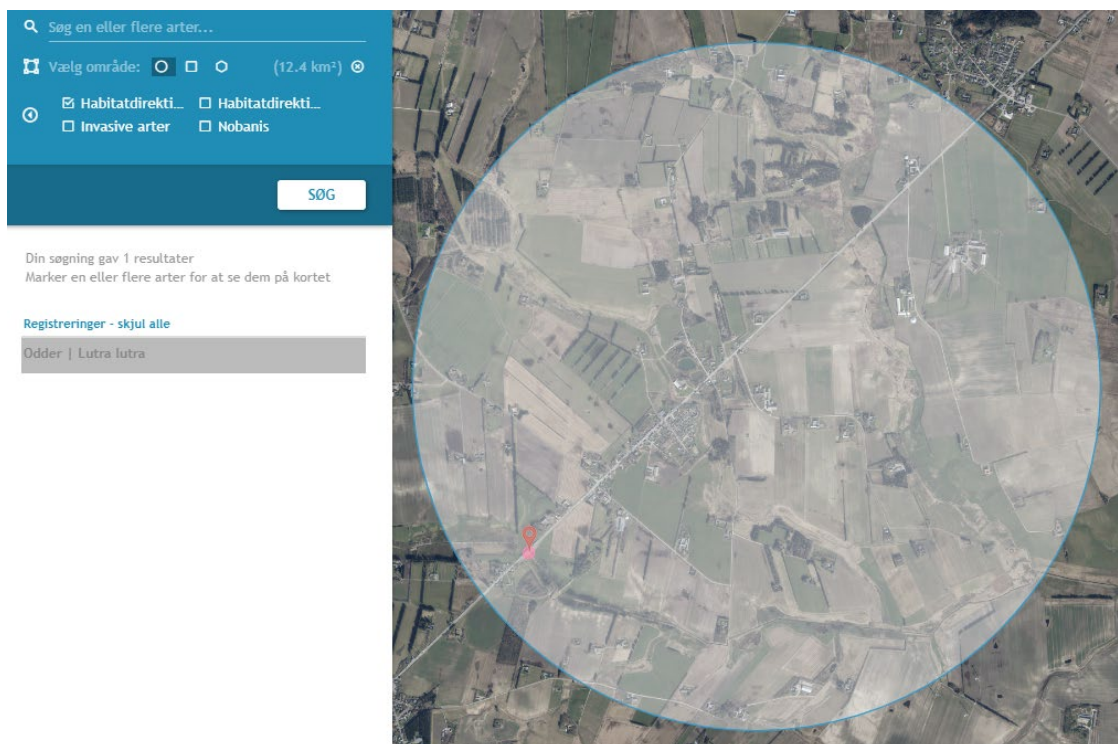 Søg en eller flere arter...
Vælg område: (12.4 km²)
Habitatdirekti... Habitatdirekti...
Invasive arter Nobanis
SØG
Din søgning gav 1 resultater
Marker en eller flere arter for at se dem på kortet
Registreringer - skjul alle
Odder | Lutra lutra